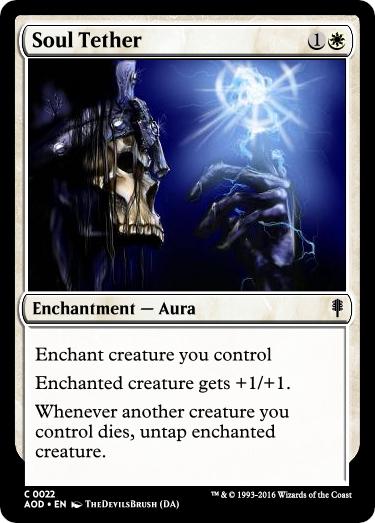 Soul Tether 1
Enchantment — Aura
Enchant creature you control
Enchanted creature gets +1/+1.
Whenever another creature you
control dies, untap enchanted
creature.
C 0022
AOD • EN TheDevilsBrush (DA)
™ & © 1993-2016 Wizards of the Coast